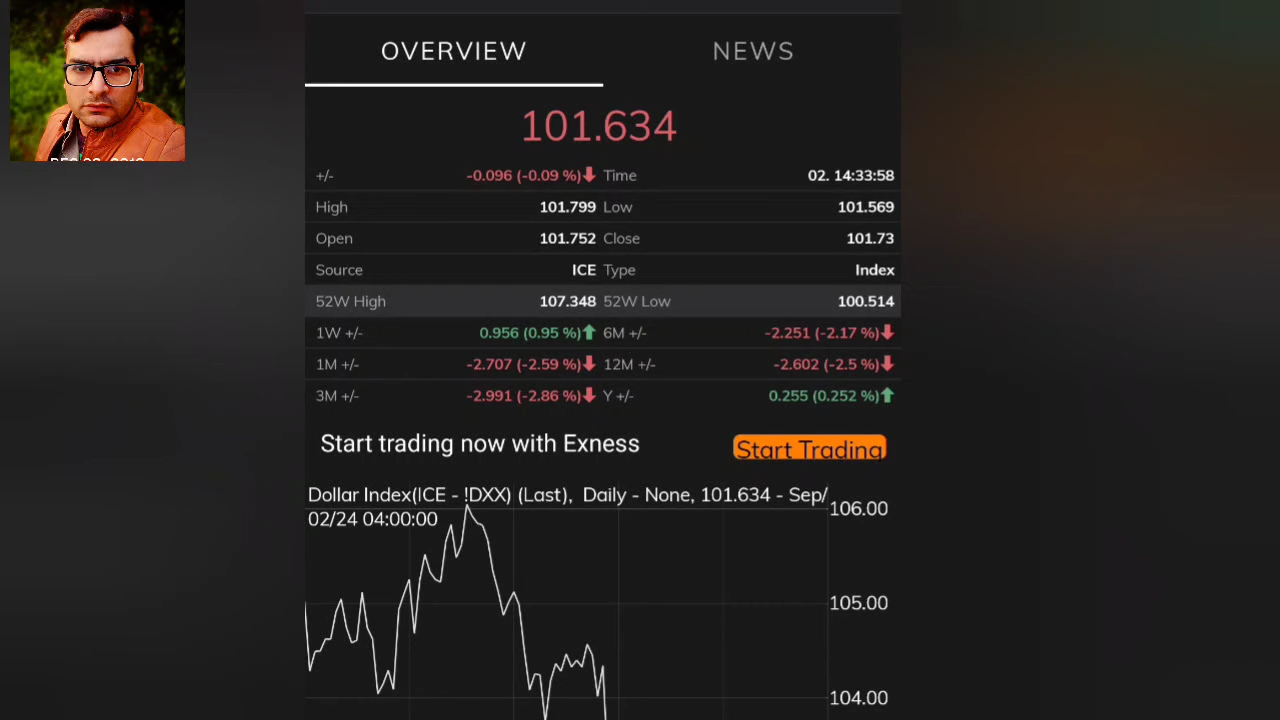 OVERVIEW NEWS
101.634
+/- -0.096 (-0.09 %) Time 02. 14:33:58
High 101.799 Low 101.569
Open 101.752 Close 101.73
Source ICE Type Index
52W High 107.348 52W Low 100.514
1W +/- 0.956 (0.95 %) 6M +/- -2.251 (-2.17 %)
1M +/- -2.707 (-2.59 %) 12M +/- -2.602 (-2.5 %)
3M +/- -2.991 (-2.86 %) Y +/- 0.255 (0.252 %)
Start trading now with Exness Start Trading
Dollar Index(ICE - !DXX) (Last), Daily - None, 101.634 - Sep/
02/24 04:00:00
106.00
105.00
104.00